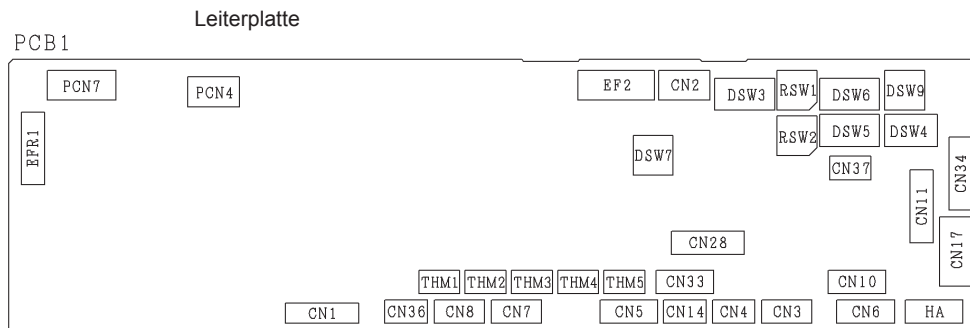 Leiterplatte
PCB1
PCN7 PCN4 EF2 CN2 DSW3 RSW1 DSW6 DSW9
EFR1 RSW2 DSW5 DSW4
DSW7 CN37 CN34
CN11
CN28 CN17
THM1 THM2 THM3 THM4 THM5 CN33 CN10
CN1 CN36 CN8 CN7 CN5 CN14 CN4 CN3 CN6 HA